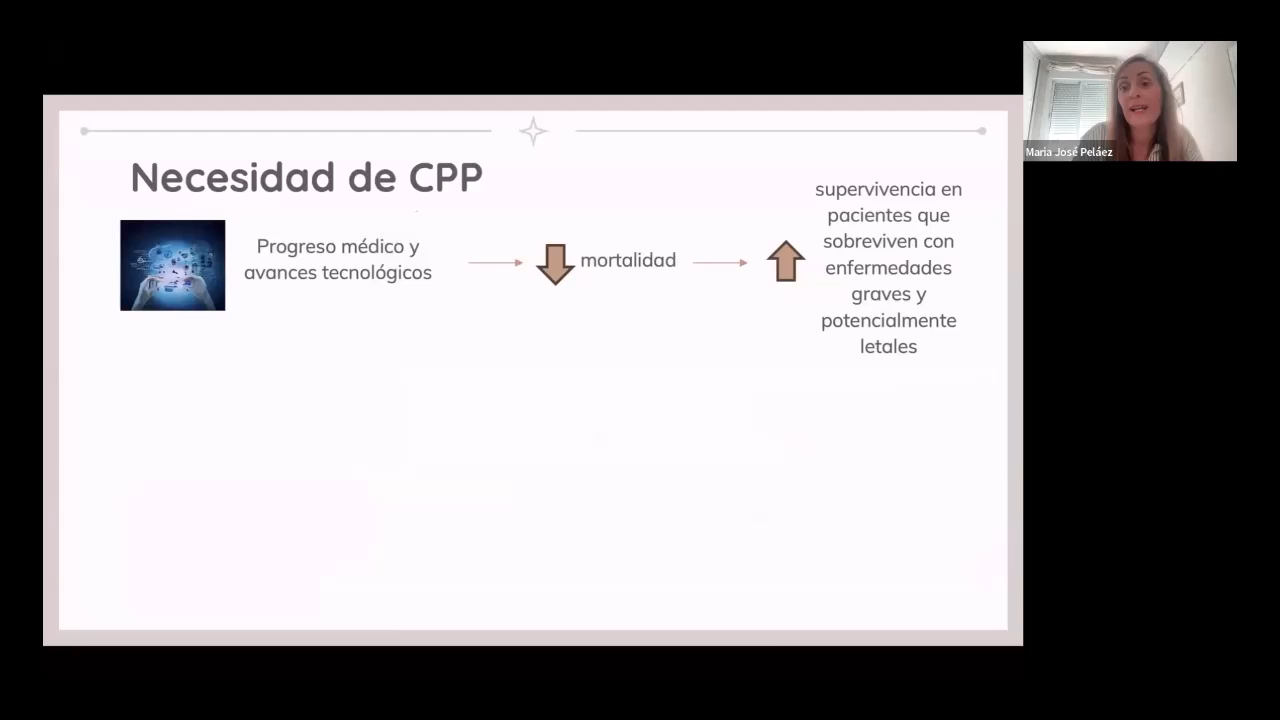 Necesidad de CPP
Progreso médico y
avances tecnológicos
mortalidad
supervivencia en
pacientes que
sobreviven con
enfermedades
graves y
potencialmente
letales
Maria José Peláez